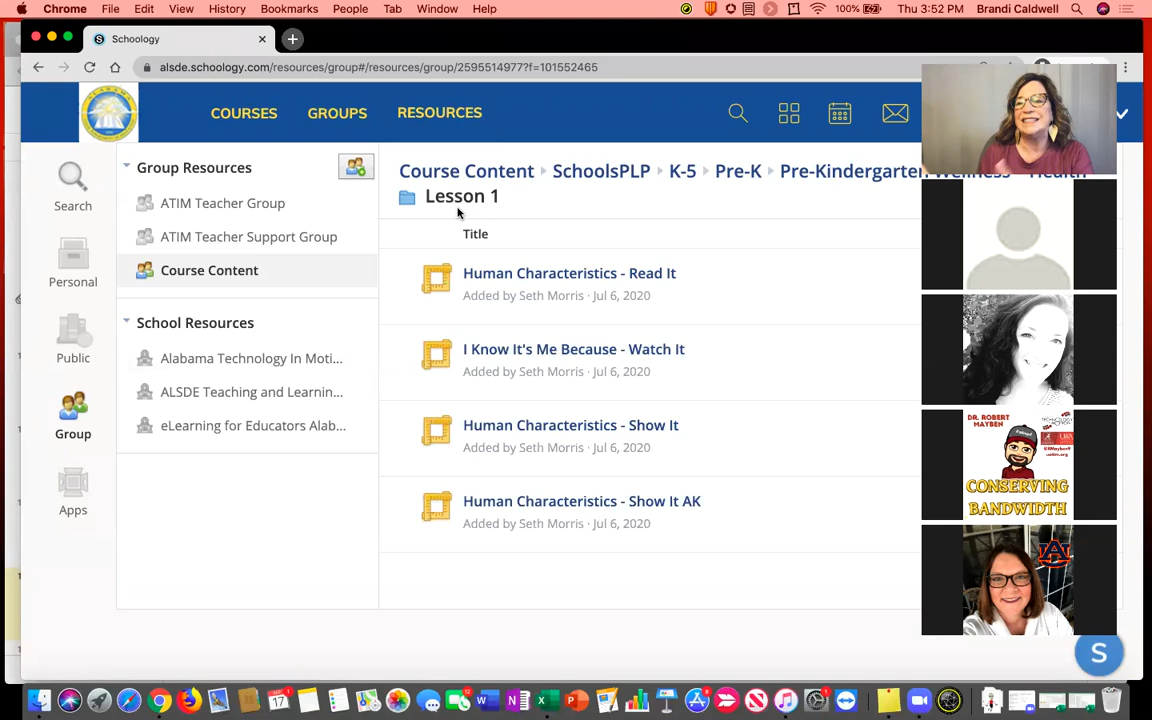 Chrome File Edit View History Bookmarks People Tab Window Help 100% Thu 3:52 PM Brandi Caldwell
Schoology
alsde.schoology.com/resources/group#/resources/group/2595514977?f=101552465
COURSES GROUPS RESOURCES
Search
Personal
Public
Group
Apps
Group Resources
ATIM Teacher Group
ATIM Teacher Support Group
Course Content
School Resources
Alabama Technology In Moti...
ALSDE Teaching and Learnin...
eLearning for Educators Alab...
Course Content SchoolsPLP K-5 Pre-K Pre-Kindergarten Wellness - Health
Lesson 1
Title
Human Characteristics - Read It
Added by Seth Morris · Jul 6, 2020
I Know It's Me Because - Watch It
Added by Seth Morris · Jul 6, 2020
Human Characteristics - Show It
Added by Seth Morris · Jul 6, 2020
Human Characteristics - Show It AK
Added by Seth Morris · Jul 6, 2020
DR. ROBERT
MAYBEN
CONSERVING
BANDWIDTH
S
17